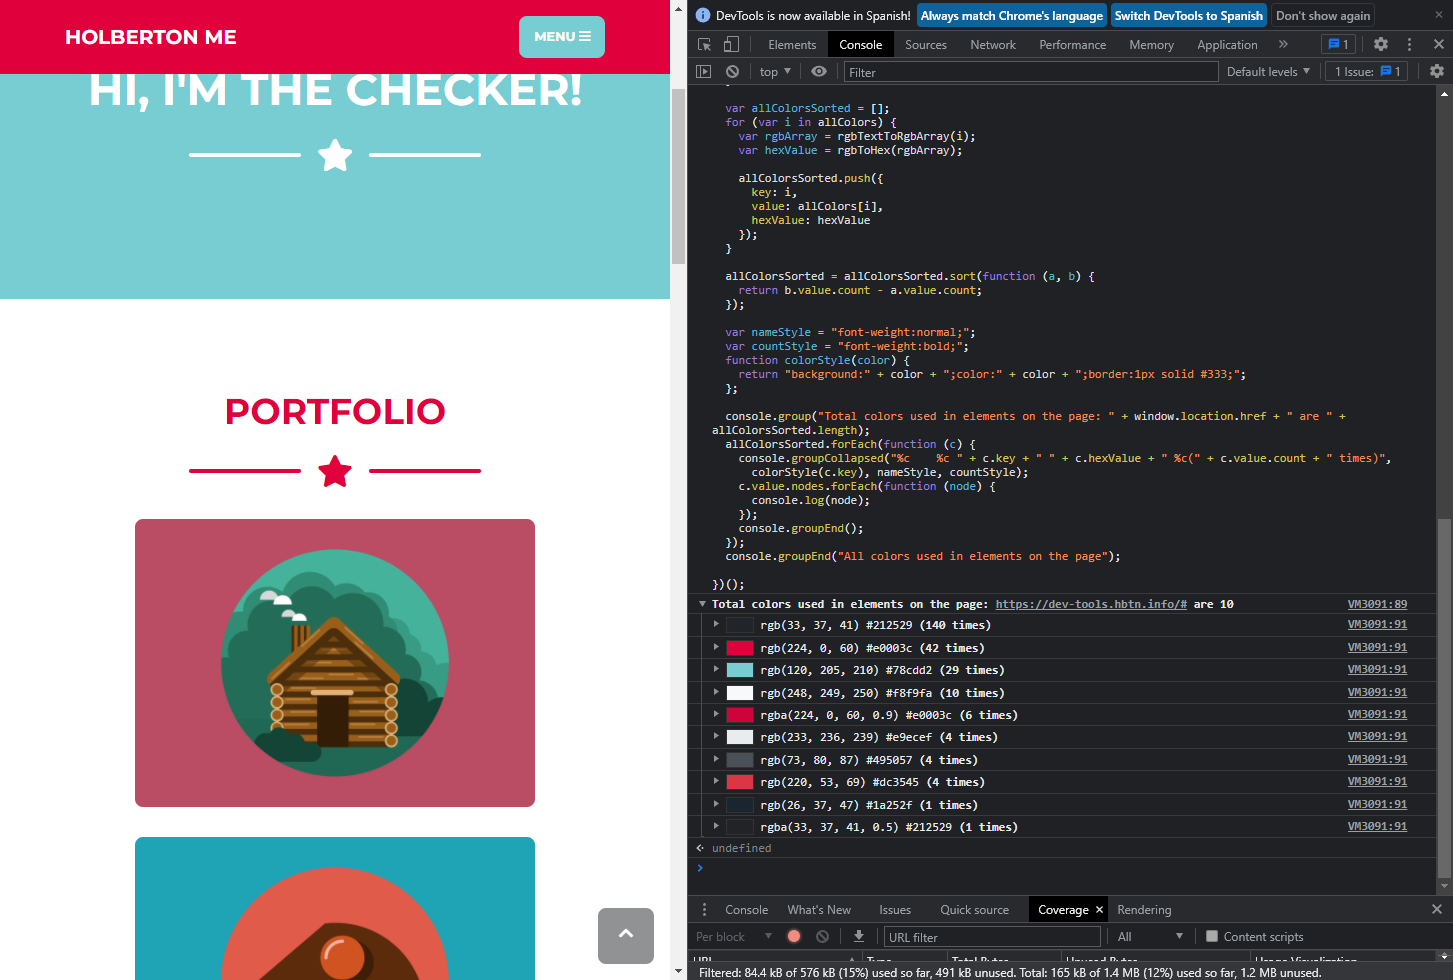 HOLBERTON ME
MENU
HI, I'M THE CHECKER!
PORTFOLIO
DevTools is now available in Spanish! Always match Chrome's language Switch DevTools to Spanish Don't show again
Elements Console Sources Network Performance Memory Application » 1
top Filter Default levels 1 Issue: 1
var allColorsSorted = [];
for (var i in allColors) {
var rgbArray = rgbTextToRgbArray(i);
var hexValue = rgbToHex(rgbArray);
allColorsSorted.push({
key: i,
value: allColors[i],
hexValue: hexValue
});
}
allColorsSorted = allColorsSorted.sort(function (a, b) {
return b.value.count - a.value.count;
});
var nameStyle = "font-weight:normal;";
var countStyle = "font-weight:bold;";
function colorStyle(color) {
return "background:" + color + ";color:" + color + ";border:1px solid #333;";
};
console.group("Total colors used in elements on the page: " + window.location.href + " are " +
allColorsSorted.length);
allColorsSorted.forEach(function (c) {
console.groupCollapsed("%c    %c " + c.key + " " + c.hexValue + " %c(" + c.value.count + " times)",
colorStyle(c.key), nameStyle, countStyle);
c.value.nodes.forEach(function (node) {
console.log(node);
});
console.groupEnd();
});
console.groupEnd("All colors used in elements on the page");
})();
Total colors used in elements on the page: https://dev-tools.hbtn.info/# are 10 VM3091:89
rgb(33, 37, 41) #212529 (140 times) VM3091:91
rgb(224, 0, 60) #e0003c (42 times) VM3091:91
rgb(120, 205, 210) #78cdd2 (29 times) VM3091:91
rgb(248, 249, 250) #f8f9fa (10 times) VM3091:91
rgba(224, 0, 60, 0.9) #e0003c (6 times) VM3091:91
rgb(233, 236, 239) #e9ecef (4 times) VM3091:91
rgb(73, 80, 87) #495057 (4 times) VM3091:91
rgb(220, 53, 69) #dc3545 (4 times) VM3091:91
rgb(26, 37, 47) #1a252f (1 times) VM3091:91
rgba(33, 37, 41, 0.5) #212529 (1 times) VM3091:91
undefined
Console What's New Issues Quick source Coverage Rendering
Per block URL filter All Content scripts
URL Type Total Bytes Unused Bytes Usage Visualization
Filtered: 84.4 kB of 576 kB (15%) used so far, 491 kB unused. Total: 165 kB of 1.4 MB (12%) used so far, 1.2 MB unused.